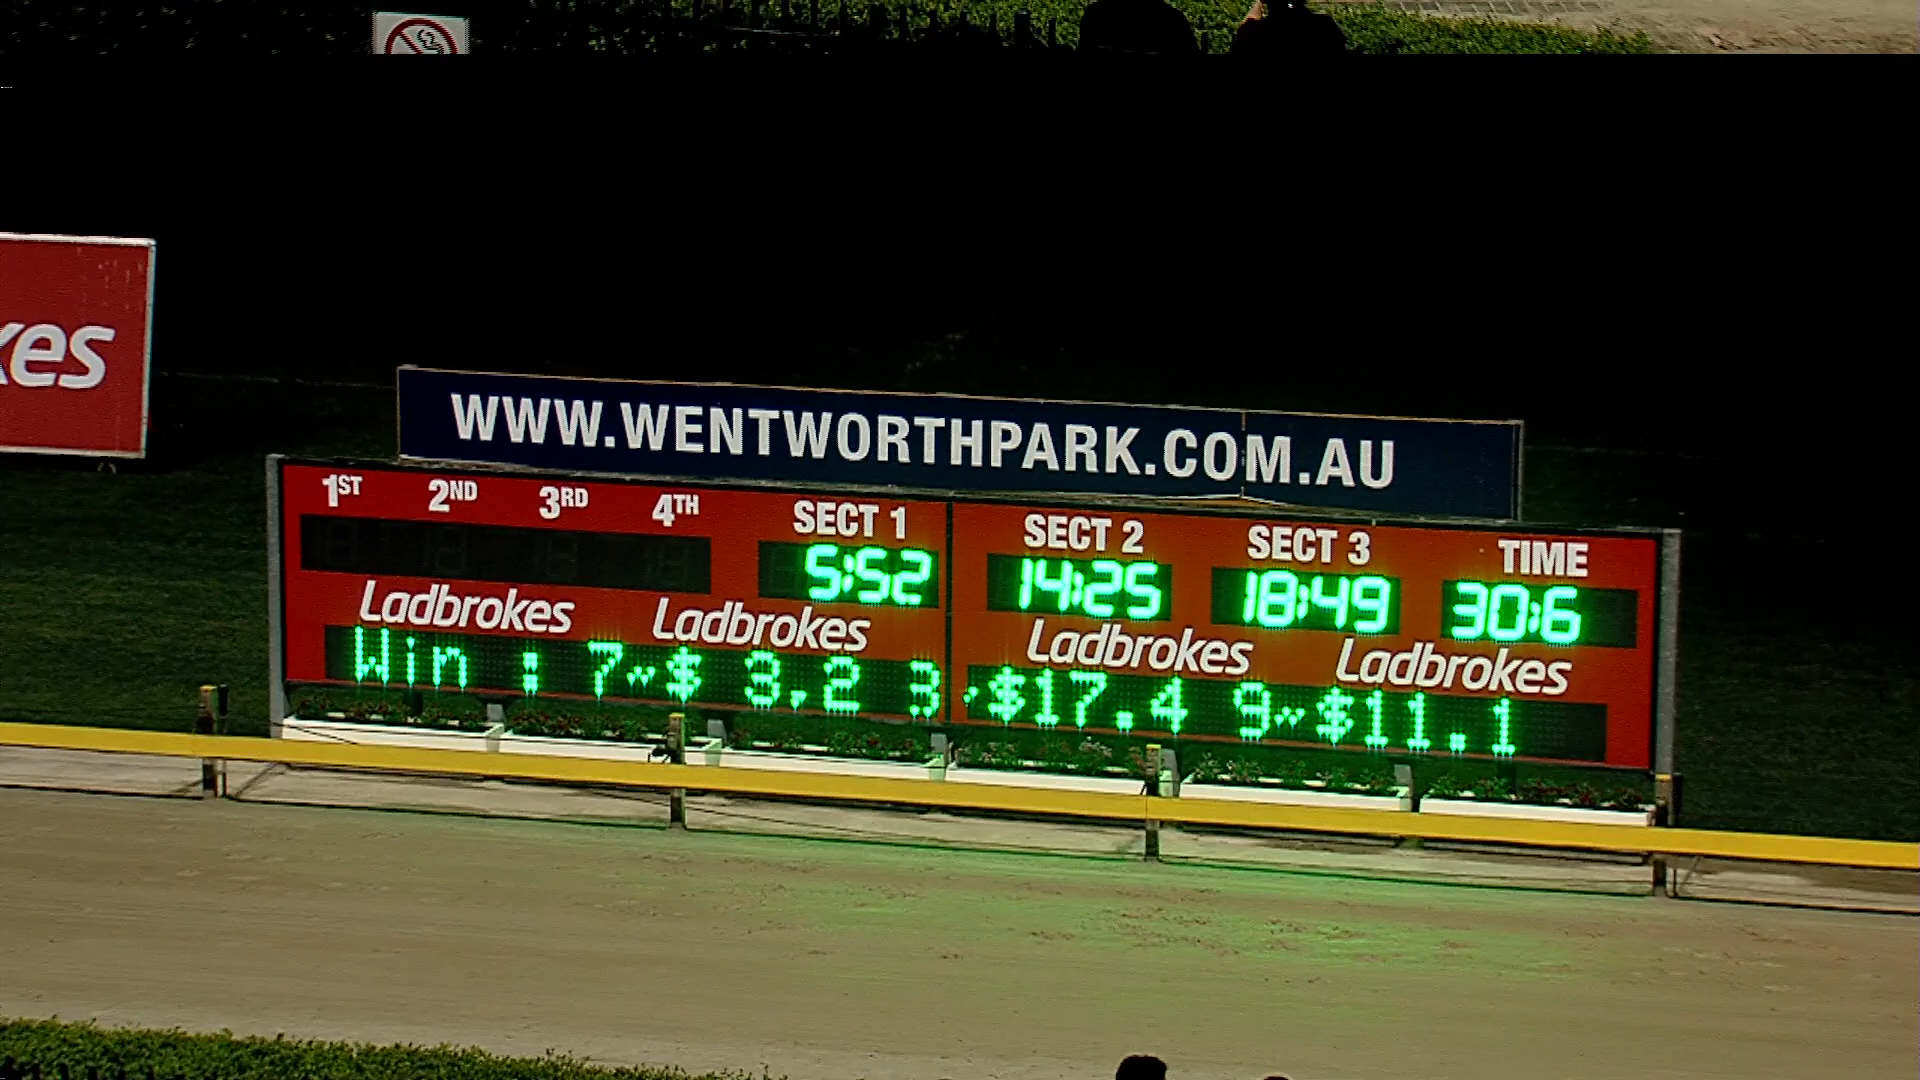 kes
WWW.WENTWORTHPARK.COM.AU
1ST 2ND 3RD 4TH SECT 1 SECT 2 SECT 3 TIME
5:52 14:25 18:49 30:6
Ladbrokes Ladbrokes Ladbrokes Ladbrokes
Win : 7-$ 3.2 3-$17.4 9-$11.1